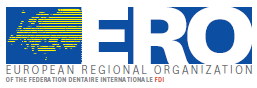 ERO
EUROPEAN REGIONAL ORGANIZATION
OF THE FEDERATION DENTAIRE INTERNATIONALE FDI